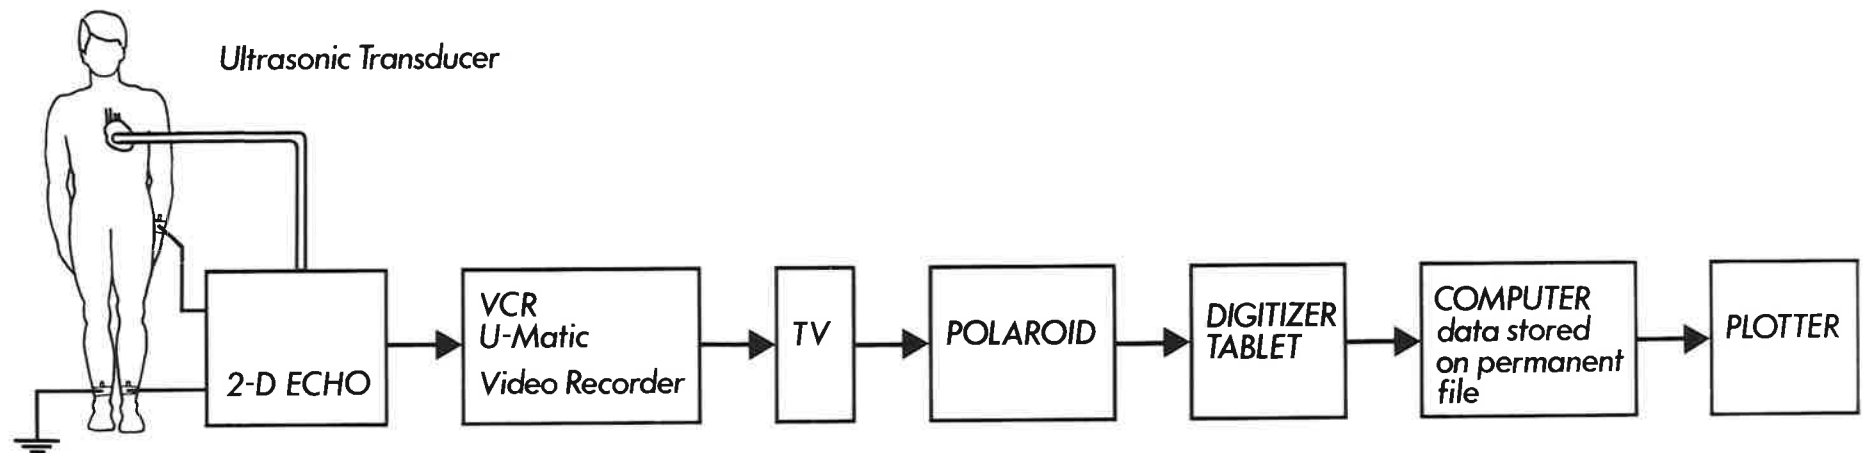 Ultrasonic Transducer
2-D ECHO
VCR
U-Matic
Video Recorder
TV
POLAROID
DIGITIZER
TABLET
COMPUTER
data stored
on permanent
file
PLOTTER